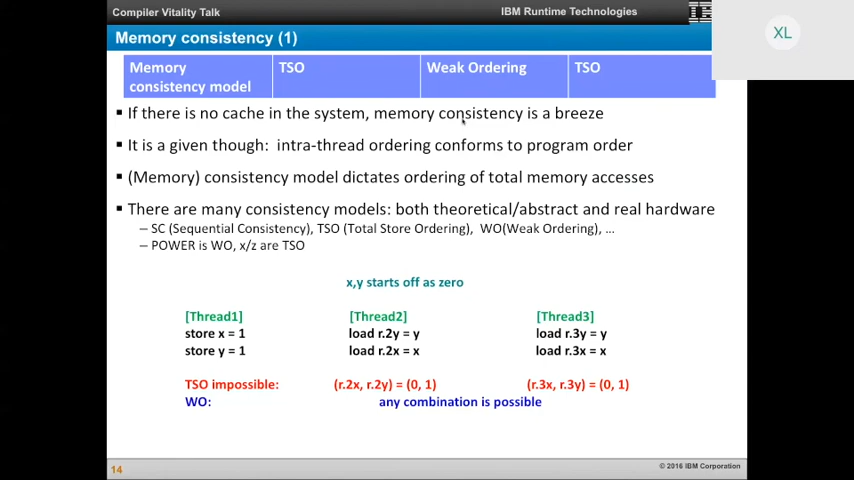 Compiler Vitality Talk
IBM Runtime Technologies
IBM
XL
Memory consistency (1)
Memory consistency model
TSO
Weak Ordering
TSO
▪ If there is no cache in the system, memory consistency is a breeze
▪ It is a given though: intra-thread ordering conforms to program order
▪ (Memory) consistency model dictates ordering of total memory accesses
▪ There are many consistency models: both theoretical/abstract and real hardware
– SC (Sequential Consistency), TSO (Total Store Ordering), WO(Weak Ordering), ...
– POWER is WO, x/z are TSO
x,y starts off as zero
[Thread1] [Thread2] [Thread3]
store x = 1 load r.2y = y load r.3y = y
store y = 1 load r.2x = x load r.3x = x
TSO impossible: (r.2x, r.2y) = (0, 1) (r.3x, r.3y) = (0, 1)
WO: any combination is possible
14
© 2016 IBM Corporation